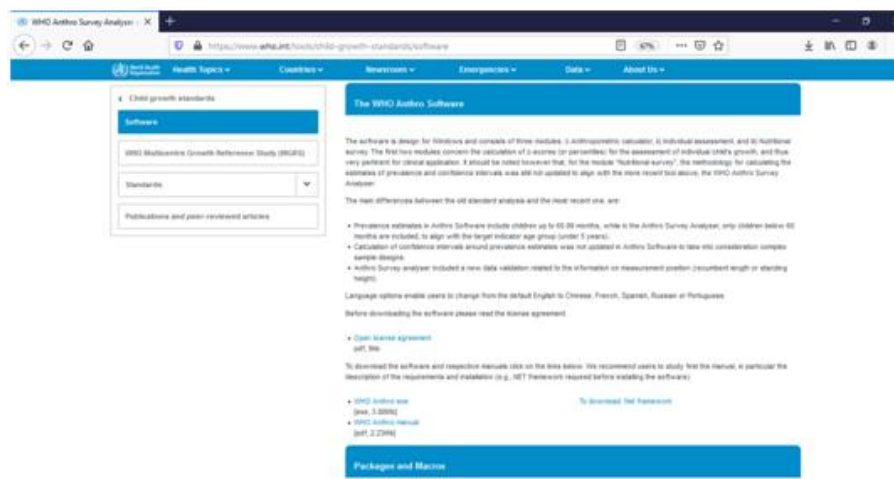 WHO Anthro Survey Analyser
https://www.who.int/tools/child-growth-standards/software
67%
World Health Organization
Health Topics Countries Newsroom Emergencies Data About Us
Child growth standards
Software
WHO Multicentre Growth Reference Study (MGRS)
Standards
Publications and peer-reviewed articles
The WHO Anthro Software
The software is design for Windows and consists of three modules: i) Anthropometric calculator, ii) Individual assessment, and iii) Nutritional
survey. The first two modules concern the calculation of z-scores (or percentiles) for the assessment of individual child's growth, and thus
very pertinent for clinical application. It should be noted however that, for the module "Nutritional survey", the methodology for calculating the
estimates of prevalence and confidence intervals was still not updated to align with the more recent tool above, the WHO Anthro Survey
Analyser.
The main differences between the old standard analysis and the most recent one, are:
• Prevalence estimates in Anthro Software include children up to 60.99 months, while in the Anthro Survey Analyser, only children below 60
months are included, to align with the target indicator age group (under 5 years).
• Calculation of confidence intervals around prevalence estimates was not updated in Anthro Software to take into consideration complex
sample designs.
• Anthro Survey analyser included a new data validation related to the information on measurement position (recumbent length or standing
height).
Language options enable users to change from the default English to Chinese, French, Spanish, Russian or Portuguese.
Before downloading the software please read the license agreement.
• Open license agreement
pdf,
To download the software and respective manuals click on the links below. We recommend users to study first the manual, in particular the
description of the requirements and installation (e.g., .NET framework required before installing the software).
• WHO Anthro exe To download .Net framework
[exe,
• WHO Anthro manual
[pdf, 2.23Mb]
Packages and Macros